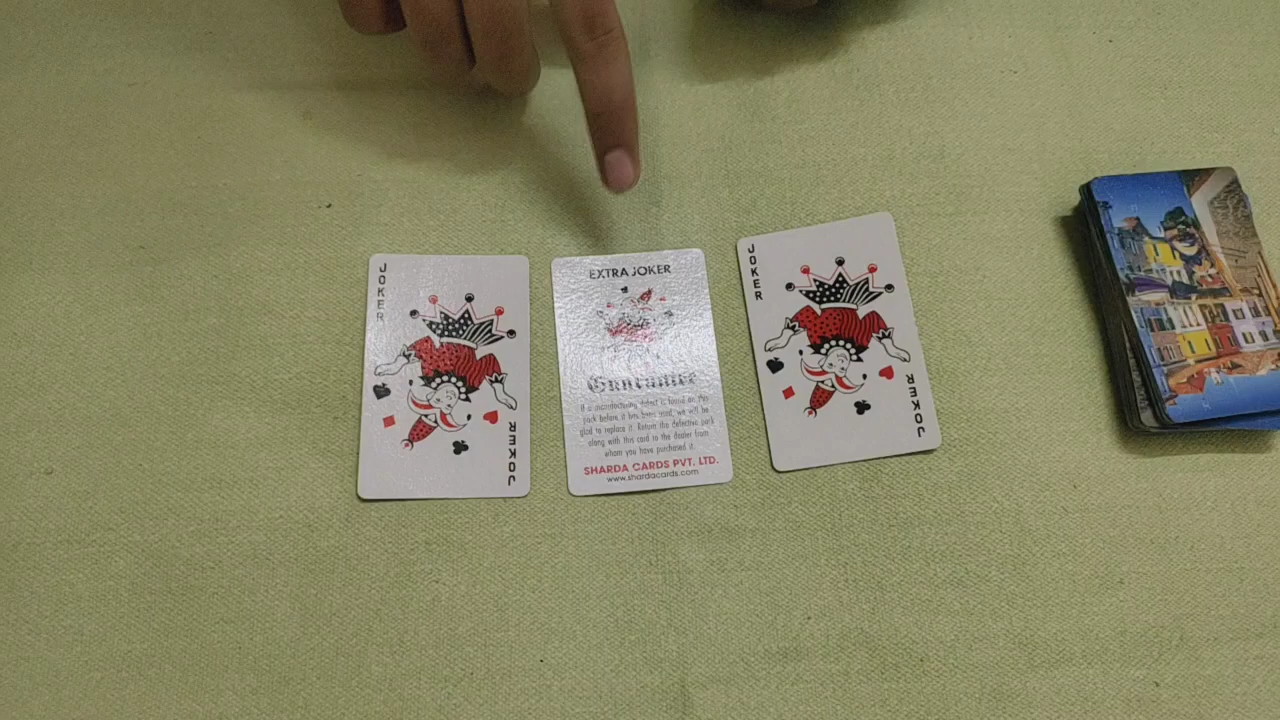 JOKER
JOKER
EXTRA JOKER
Guarantee
If a manufacturing defect is found on this
pack before it has been used, we will be
glad to replace it. Return the defective pack
along with this card to the dealer from
whom you have purchased it.
SHARDA CARDS PVT. LTD.
www.shardacards.com
JOKER
JOKER